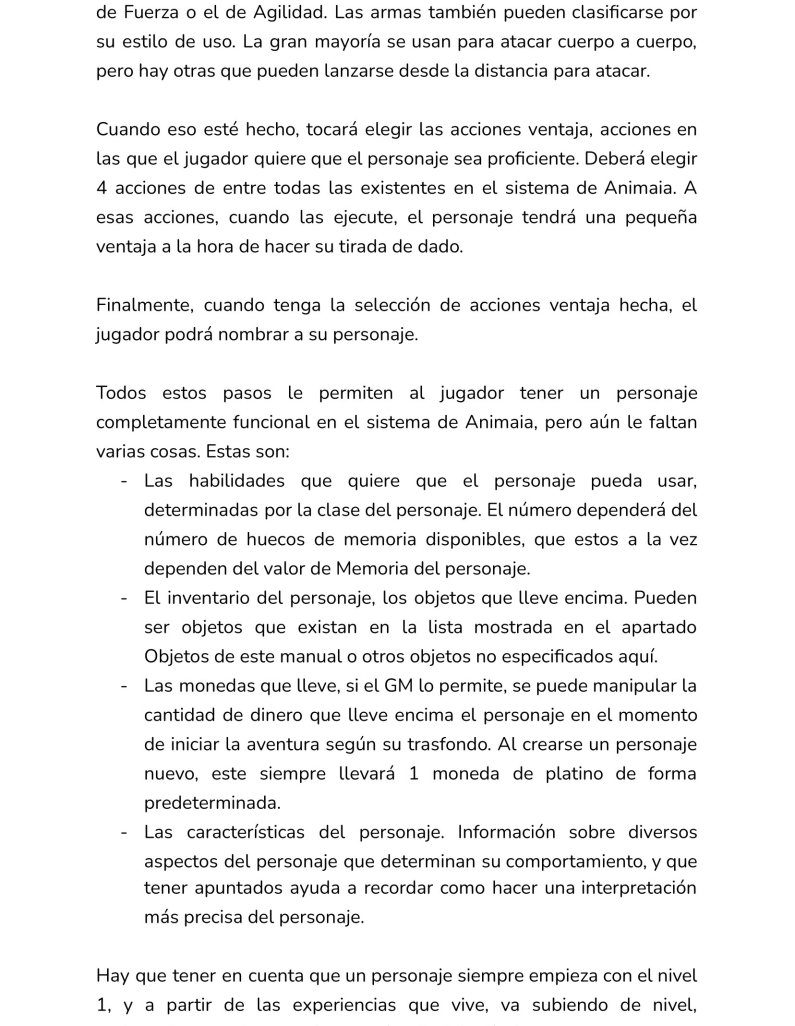 de Fuerza o el de Agilidad. Las armas también pueden clasificarse por
su estilo de uso. La gran mayoría se usan para atacar cuerpo a cuerpo,
pero hay otras que pueden lanzarse desde la distancia para atacar.
Cuando eso esté hecho, tocará elegir las acciones ventaja, acciones en
las que el jugador quiere que el personaje sea proficiente. Deberá elegir
4 acciones de entre todas las existentes en el sistema de Animaia. A
esas acciones, cuando las ejecute, el personaje tendrá una pequeña
ventaja a la hora de hacer su tirada de dado.
Finalmente, cuando tenga la selección de acciones ventaja hecha, el
jugador podrá nombrar a su personaje.
Todos estos pasos le permiten al jugador tener un personaje
completamente funcional en el sistema de Animaia, pero aún le faltan
varias cosas. Estas son:
- Las habilidades que quiere que el personaje pueda usar,
determinadas por la clase del personaje. El número dependerá del
número de huecos de memoria disponibles, que estos a la vez
dependen del valor de Memoria del personaje.
- El inventario del personaje, los objetos que lleve encima. Pueden
ser objetos que existan en la lista mostrada en el apartado
Objetos de este manual o otros objetos no especificados aquí.
- Las monedas que lleve, si el GM lo permite, se puede manipular la
cantidad de dinero que lleve encima el personaje en el momento
de iniciar la aventura según su trasfondo. Al crearse un personaje
nuevo, este siempre llevará 1 moneda de platino de forma
predeterminada.
- Las características del personaje. Información sobre diversos
aspectos del personaje que determinan su comportamiento, y que
tener apuntados ayuda a recordar como hacer una interpretación
más precisa del personaje.
Hay que tener en cuenta que un personaje siempre empieza con el nivel
1, y a partir de las experiencias que vive, va subiendo de nivel,